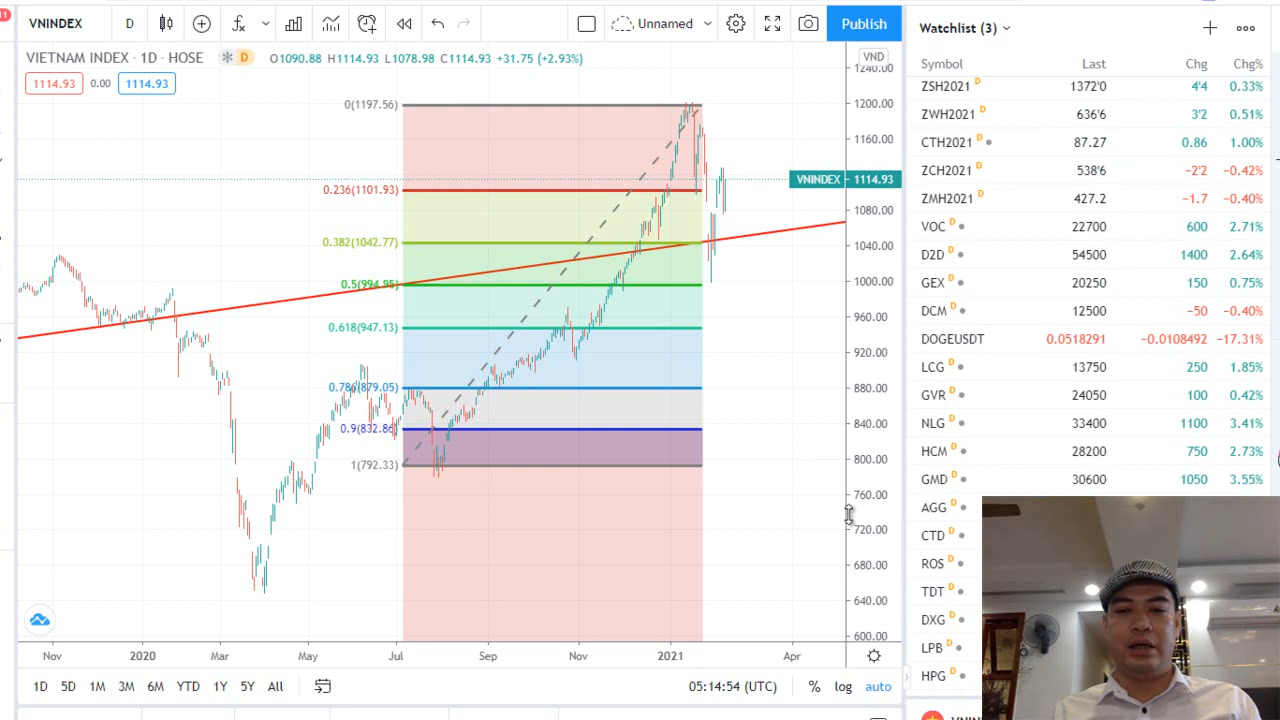 11
VNINDEX D Unnamed Publish
VIETNAM INDEX · 1D · HOSE D O1090.88 H1114.93 L1078.98 C1114.93 +31.75 (+2.93%)
1114.93 0.00 1114.93
VND
1240.00
1200.00
1160.00
VNINDEX 1114.93
1080.00
1040.00
1000.00
960.00
920.00
880.00
840.00
800.00
760.00
720.00
680.00
640.00
600.00
0(1197.56)
0.236(1101.93)
0.382(1042.77)
0.5(994.95)
0.618(947.13)
0.786(879.05)
0.9(832.86)
1(792.33)
Nov 2020 Mar May Jul Sep Nov 2021 Apr
1D 5D 1M 3M 6M YTD 1Y 5Y All 05:14:54 (UTC) % log auto
Watchlist (3)
Symbol Last Chg Chg%
ZSH2021 D 1372'0 4'4 0.33%
ZWH2021 D 636'6 3'2 0.51%
CTH2021 D 87.27 0.86 1.00%
ZCH2021 D 538'6 −2'2 −0.42%
ZMH2021 D 427.2 −1.7 −0.40%
VOC D 22700 600 2.71%
D2D D 54500 1400 2.64%
GEX D 20250 150 0.75%
DCM D 12500 −50 −0.40%
DOGEUSDT 0.0518291 −0.0108492 −17.31%
LCG D 13750 250 1.85%
GVR D 24050 100 0.42%
NLG D 33400 1100 3.41%
HCM D 28200 750 2.73%
GMD D 30600 1050 3.55%
AGG D
CTD D
ROS D
TDT D
DXG D
LPB D
HPG D